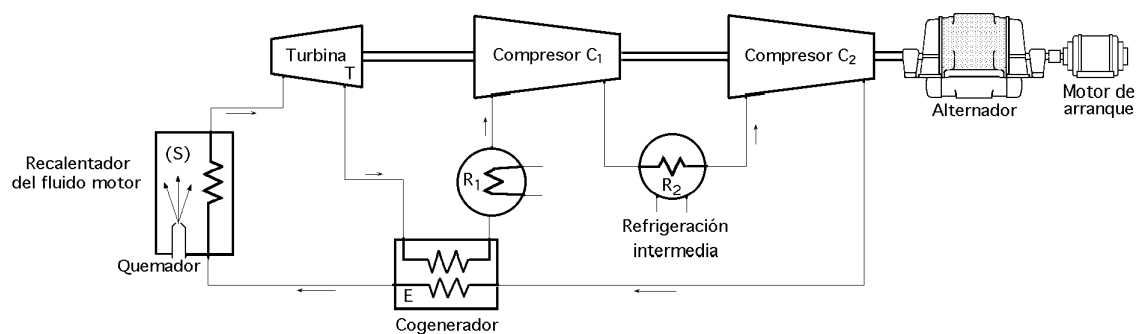 Turbina
T
Compresor C1
Compresor C2
Alternador
Motor de
arranque
Recalentador
del fluido motor
(S)
Quemador
R1
R2
Refrigeración
intermedia
E
Cogenerador